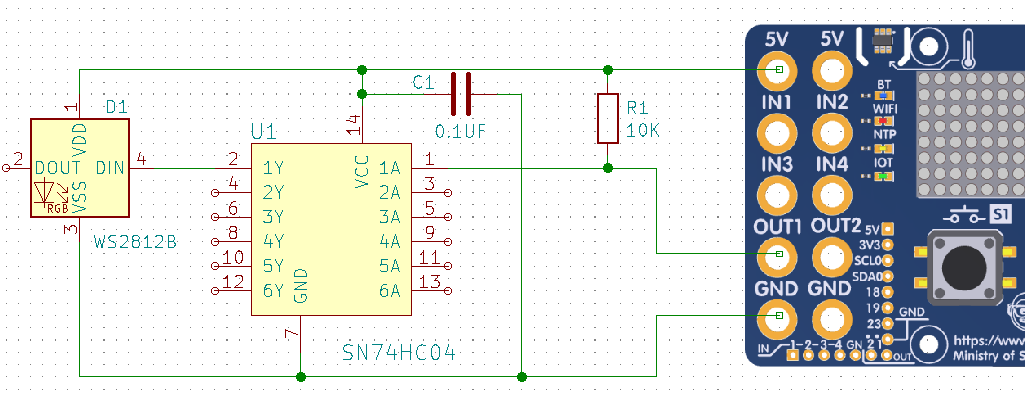 D1
1
VDD
2
DOUT
DIN
4
RGB
VSS
3
WS2812B
U1
14
VCC
2 1Y 1A 1
4 2Y 2A 3
6 3Y 3A 5
8 4Y 4A 9
10 5Y 5A 11
12 6Y 6A 13
GND
7
SN74HC04
C1
0.1UF
R1
10K
5V 5V
IN1 IN2
IN3 IN4
OUT1 OUT2
GND GND
BT
WIFI
NTP
IOT
S1
5V
3V3
SCL0
SDA0
18
19
23
GND
IN 1-2-3-4 GN 21 OUT
https://www
Ministry of S